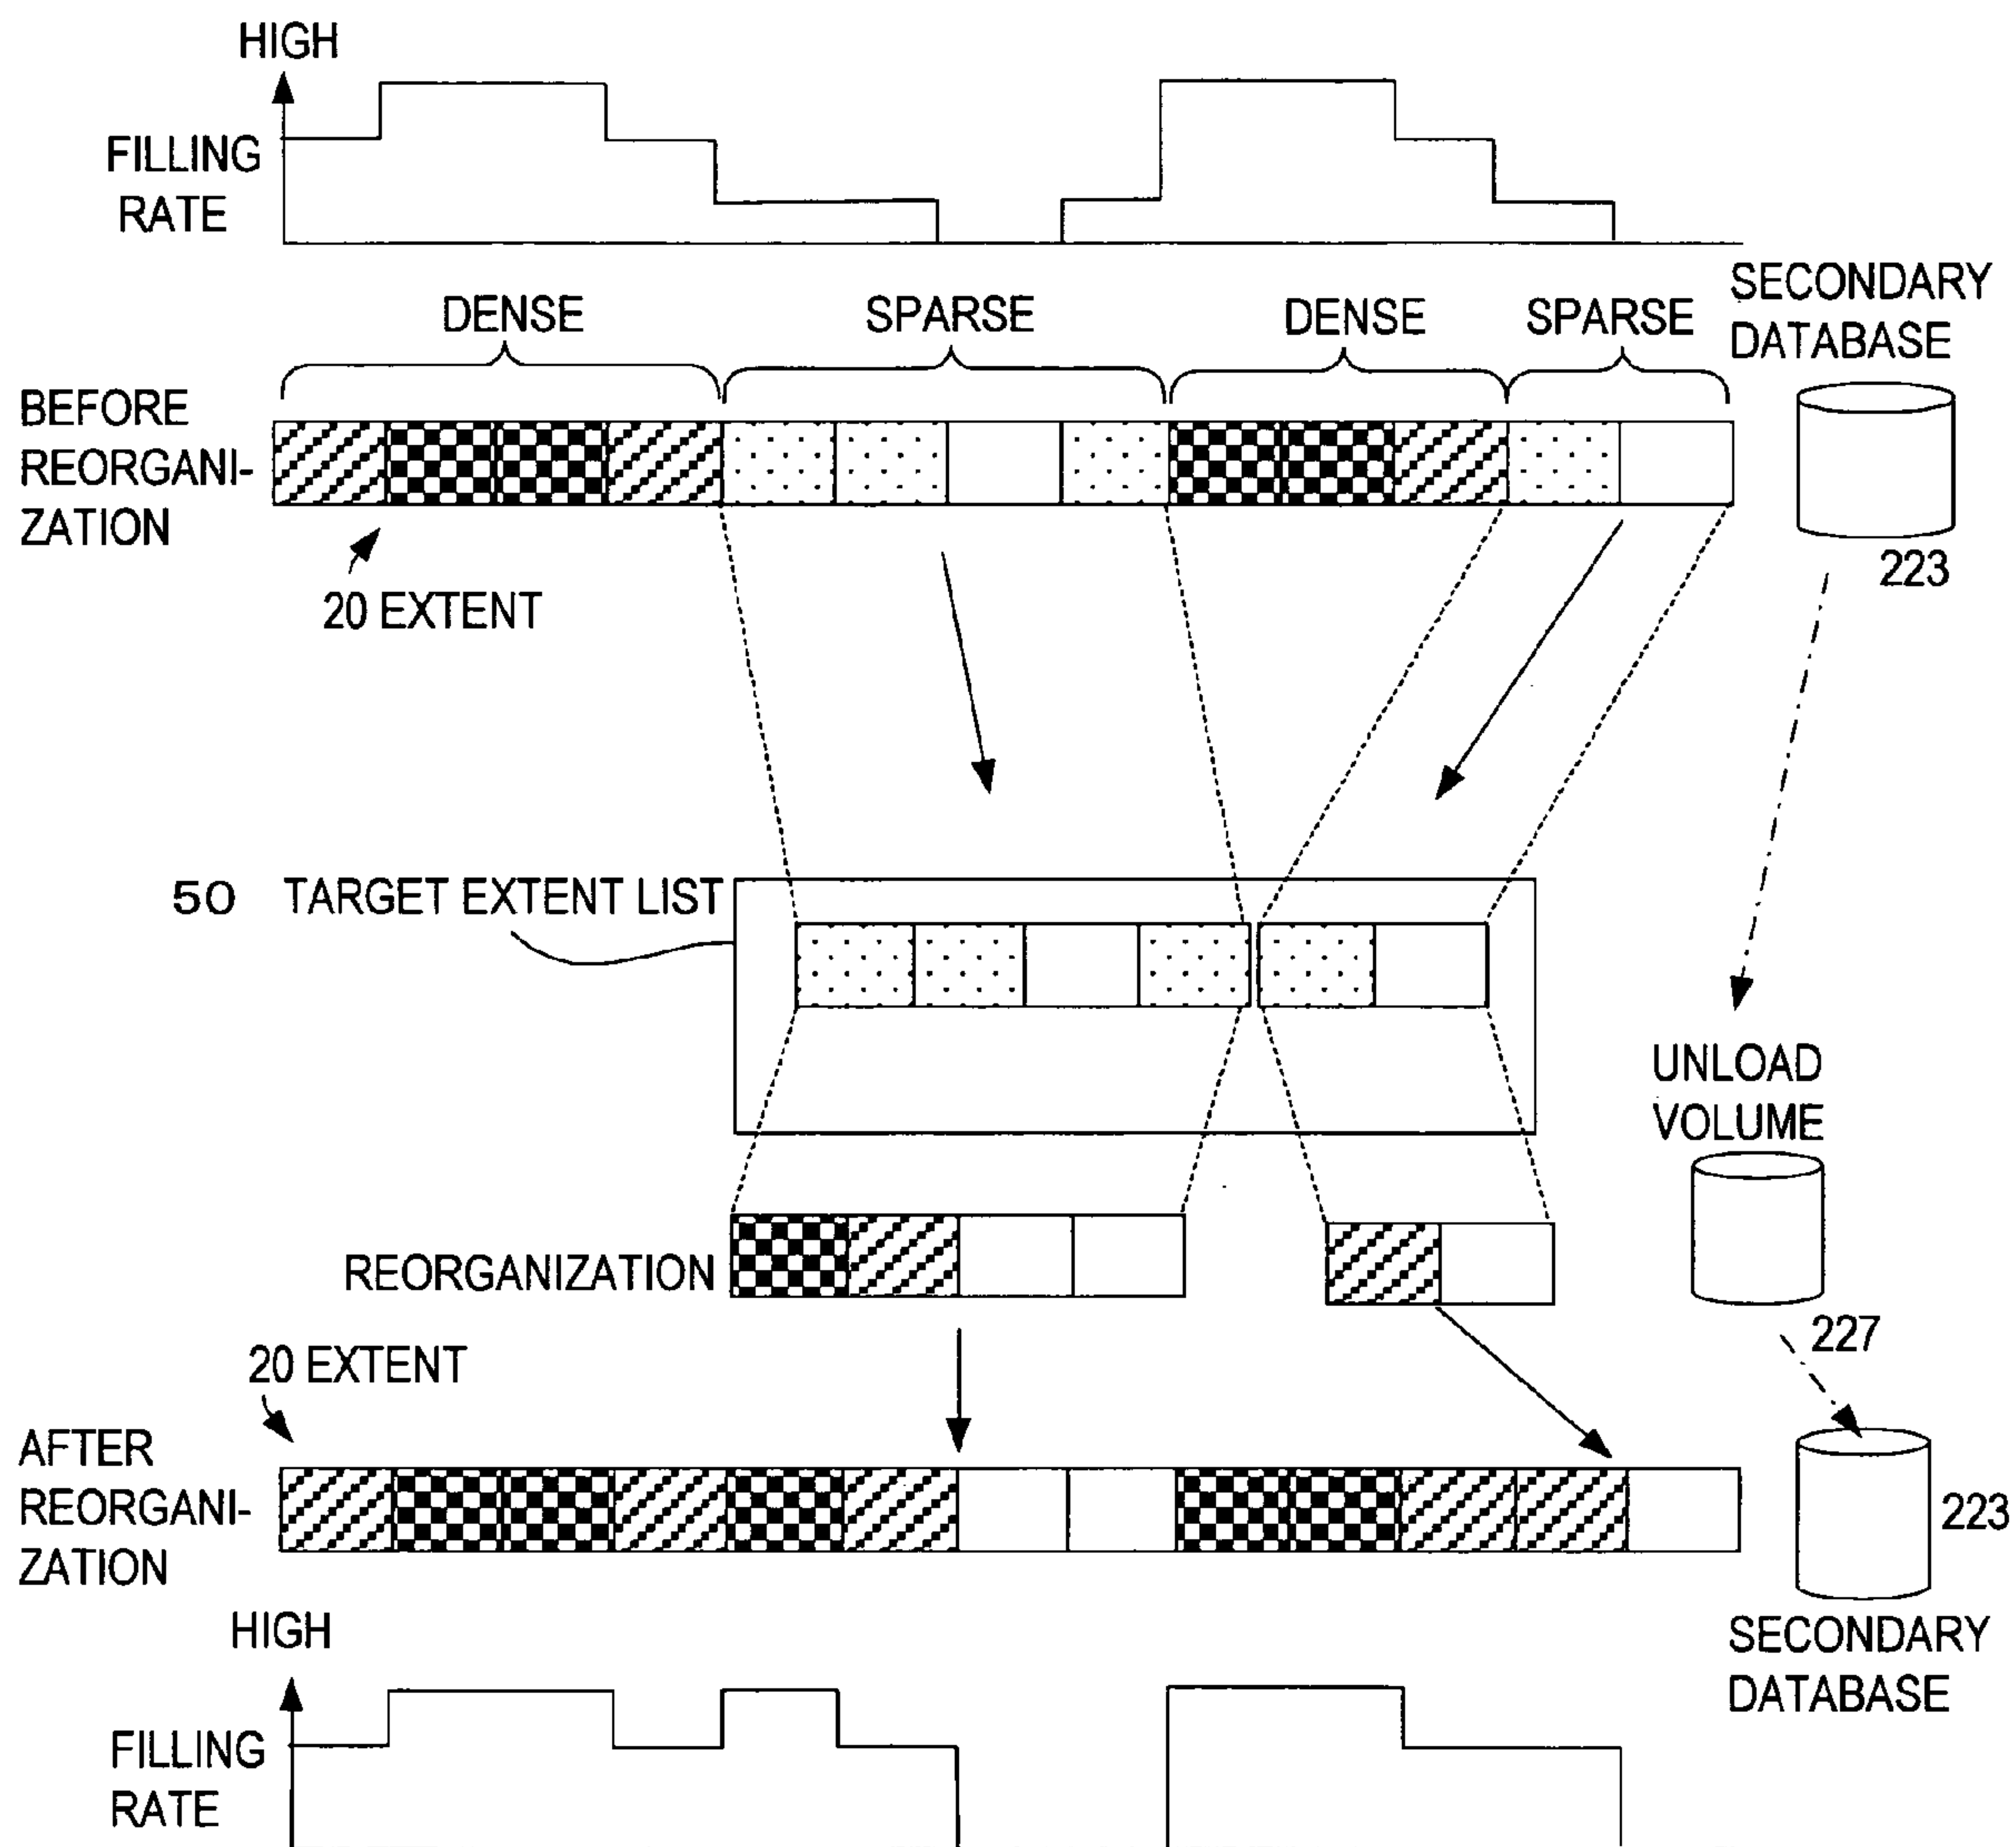 HIGH
FILLING
RATE
DENSE
SPARSE
DENSE
SPARSE
SECONDARY
DATABASE
BEFORE
REORGANI-
ZATION
223
20 EXTENT
50 TARGET EXTENT LIST
UNLOAD
VOLUME
REORGANIZATION
227
20 EXTENT
AFTER
REORGANI-
ZATION
223
HIGH
SECONDARY
DATABASE
FILLING
RATE